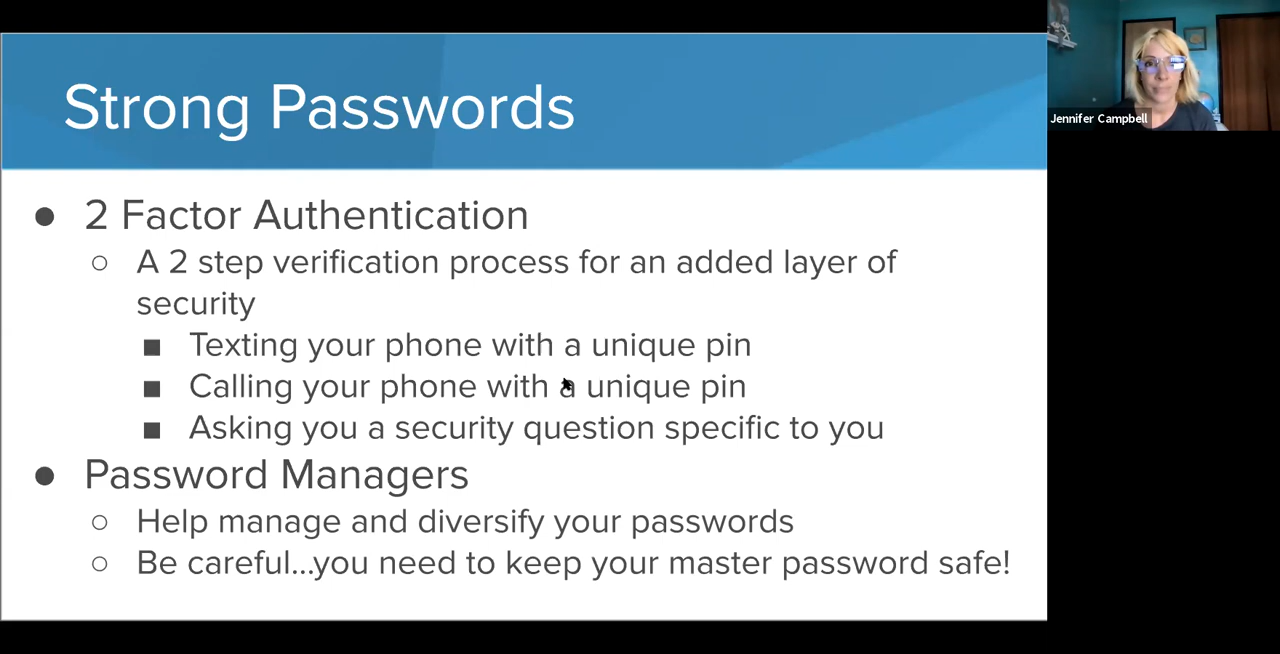 Strong Passwords
Jennifer Campbell
● 2 Factor Authentication
○ A 2 step verification process for an added layer of
security
■ Texting your phone with a unique pin
■ Calling your phone with a unique pin
■ Asking you a security question specific to you
● Password Managers
○ Help manage and diversify your passwords
○ Be careful...you need to keep your master password safe!